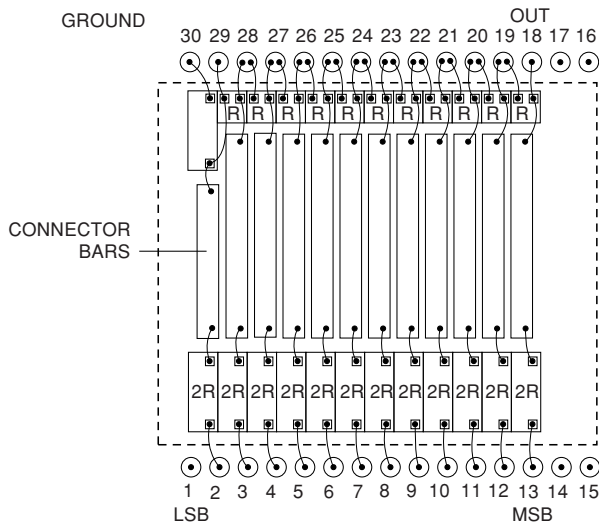 GROUND OUT
30 29 28 27 26 25 24 23 22 21 20 19 18 17 16
R R R R R R R R R R R
CONNECTOR
BARS
2R 2R 2R 2R 2R 2R 2R 2R 2R 2R 2R 2R
1 2 3 4 5 6 7 8 9 10 11 12 13 14 15
LSB MSB